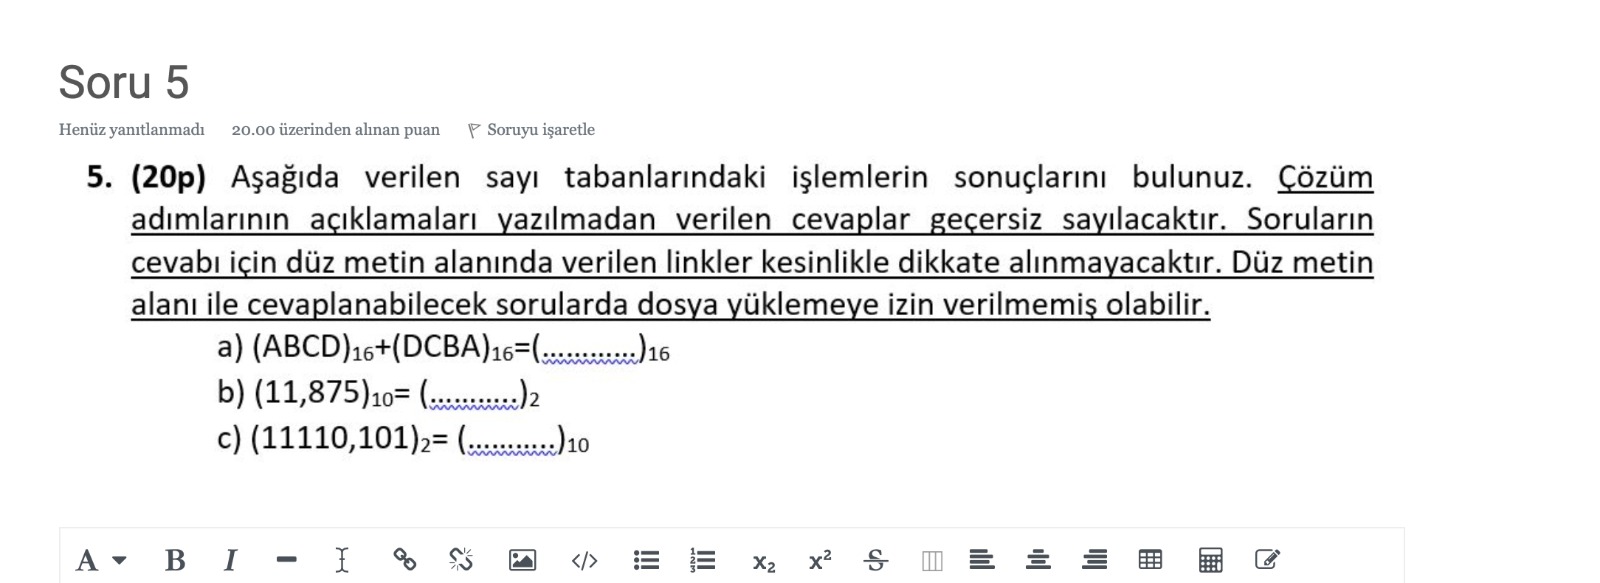 Soru 5
Henüz yanıtlanmadı 20.00 üzerinden alınan puan Soruyu işaretle
5. (20p) Aşağıda verilen sayı tabanlarındaki işlemlerin sonuçlarını bulunuz. Çözüm
adımlarının açıklamaları yazılmadan verilen cevaplar geçersiz sayılacaktır. Soruların
cevabı için düz metin alanında verilen linkler kesinlikle dikkate alınmayacaktır. Düz metin
alanı ile cevaplanabilecek sorularda dosya yüklemeye izin verilmemiş olabilir.
a) (ABCD)₁₆+(DCBA)₁₆=(............)₁₆
b) (11,875)₁₀= (...........)₂
c) (11110,101)₂= (...........)₁₀
A B I </> x₂ x² S